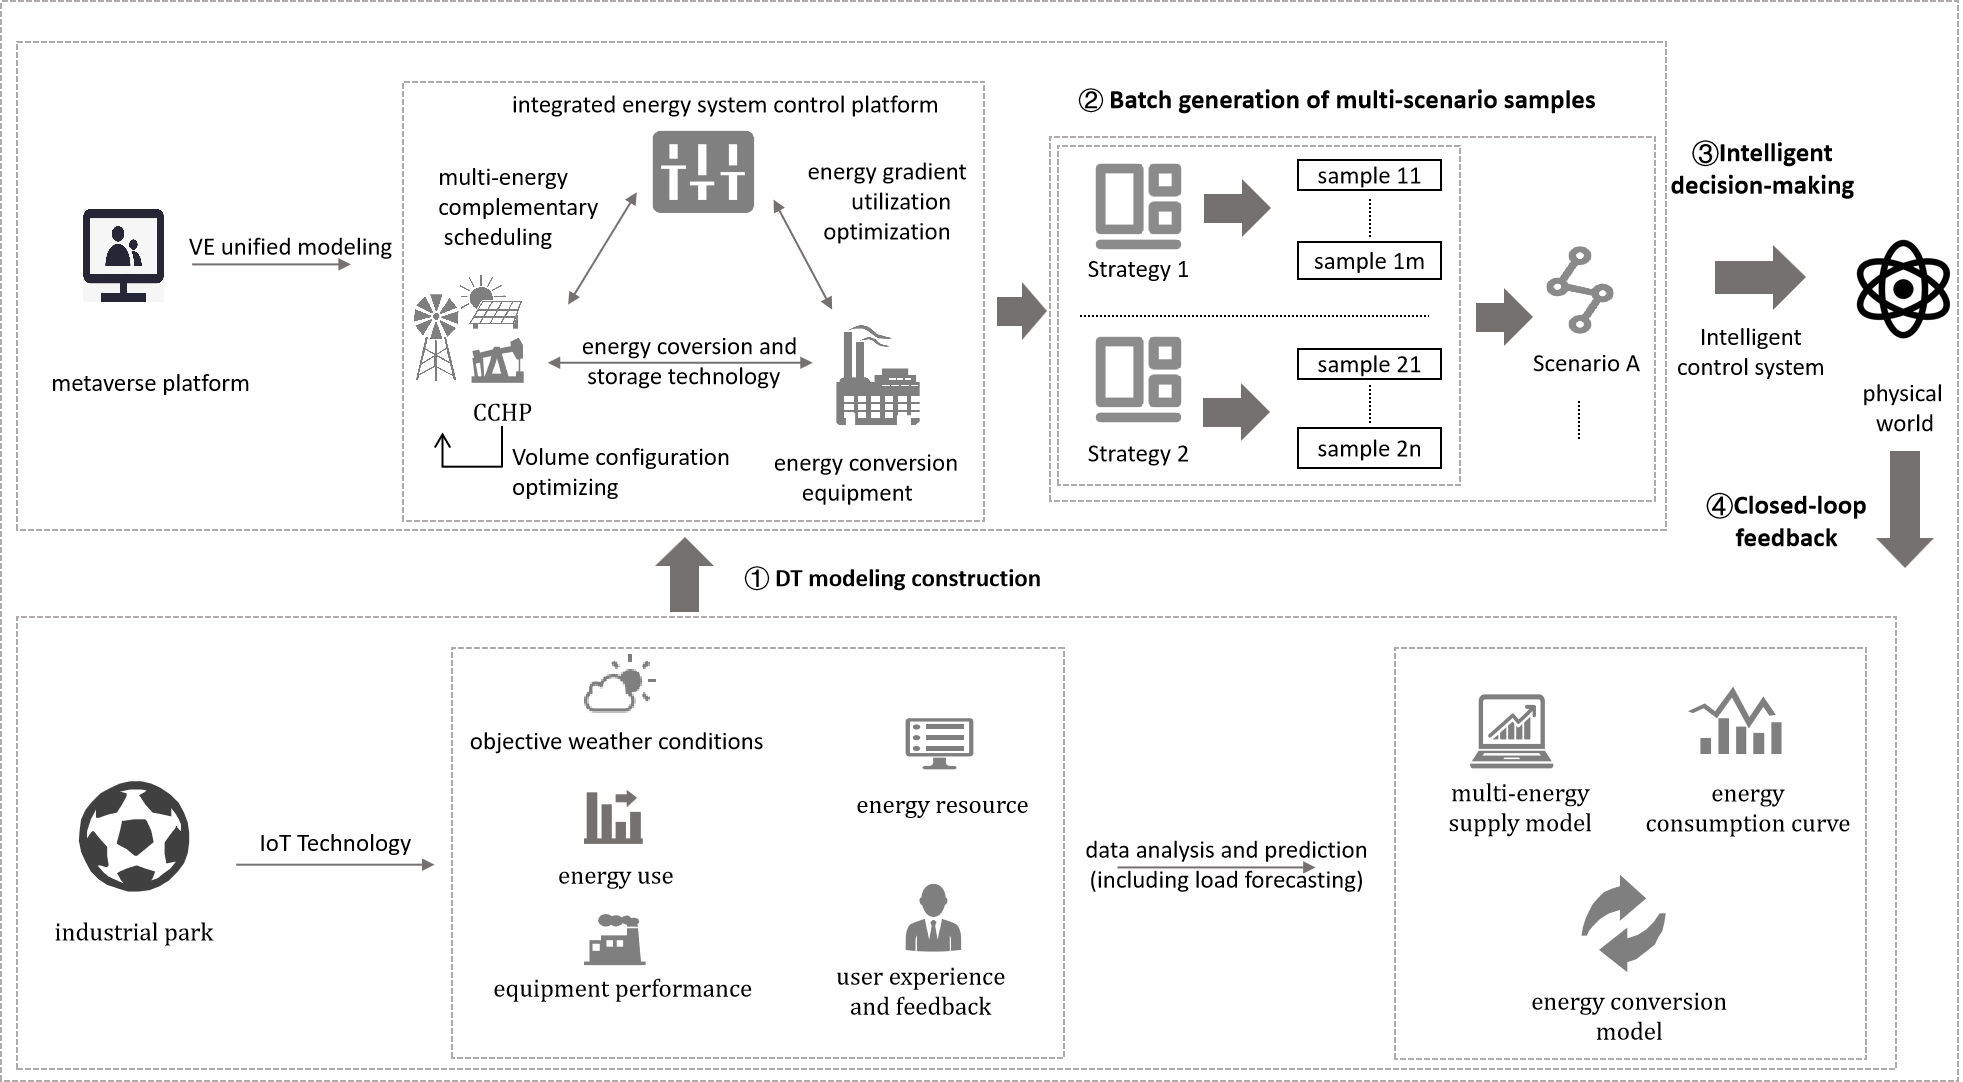 integrated energy system control platform
② Batch generation of multi-scenario samples
multi-energy
complementary
scheduling
energy gradient
utilization
optimization
VE unified modeling
metaverse platform
energy coversion and
storage technology
CCHP
Volume configuration
optimizing
energy conversion
equipment
Strategy 1
sample 11
sample 1m
Strategy 2
sample 21
sample 2n
Scenario A
③Intelligent
decision-making
Intelligent
control system
physical
world
④Closed-loop
feedback
① DT modeling construction
industrial park
IoT Technology
objective weather conditions
energy resource
energy use
equipment performance
user experience
and feedback
data analysis and prediction
(including load forecasting)
multi-energy
supply model
energy
consumption curve
energy conversion
model